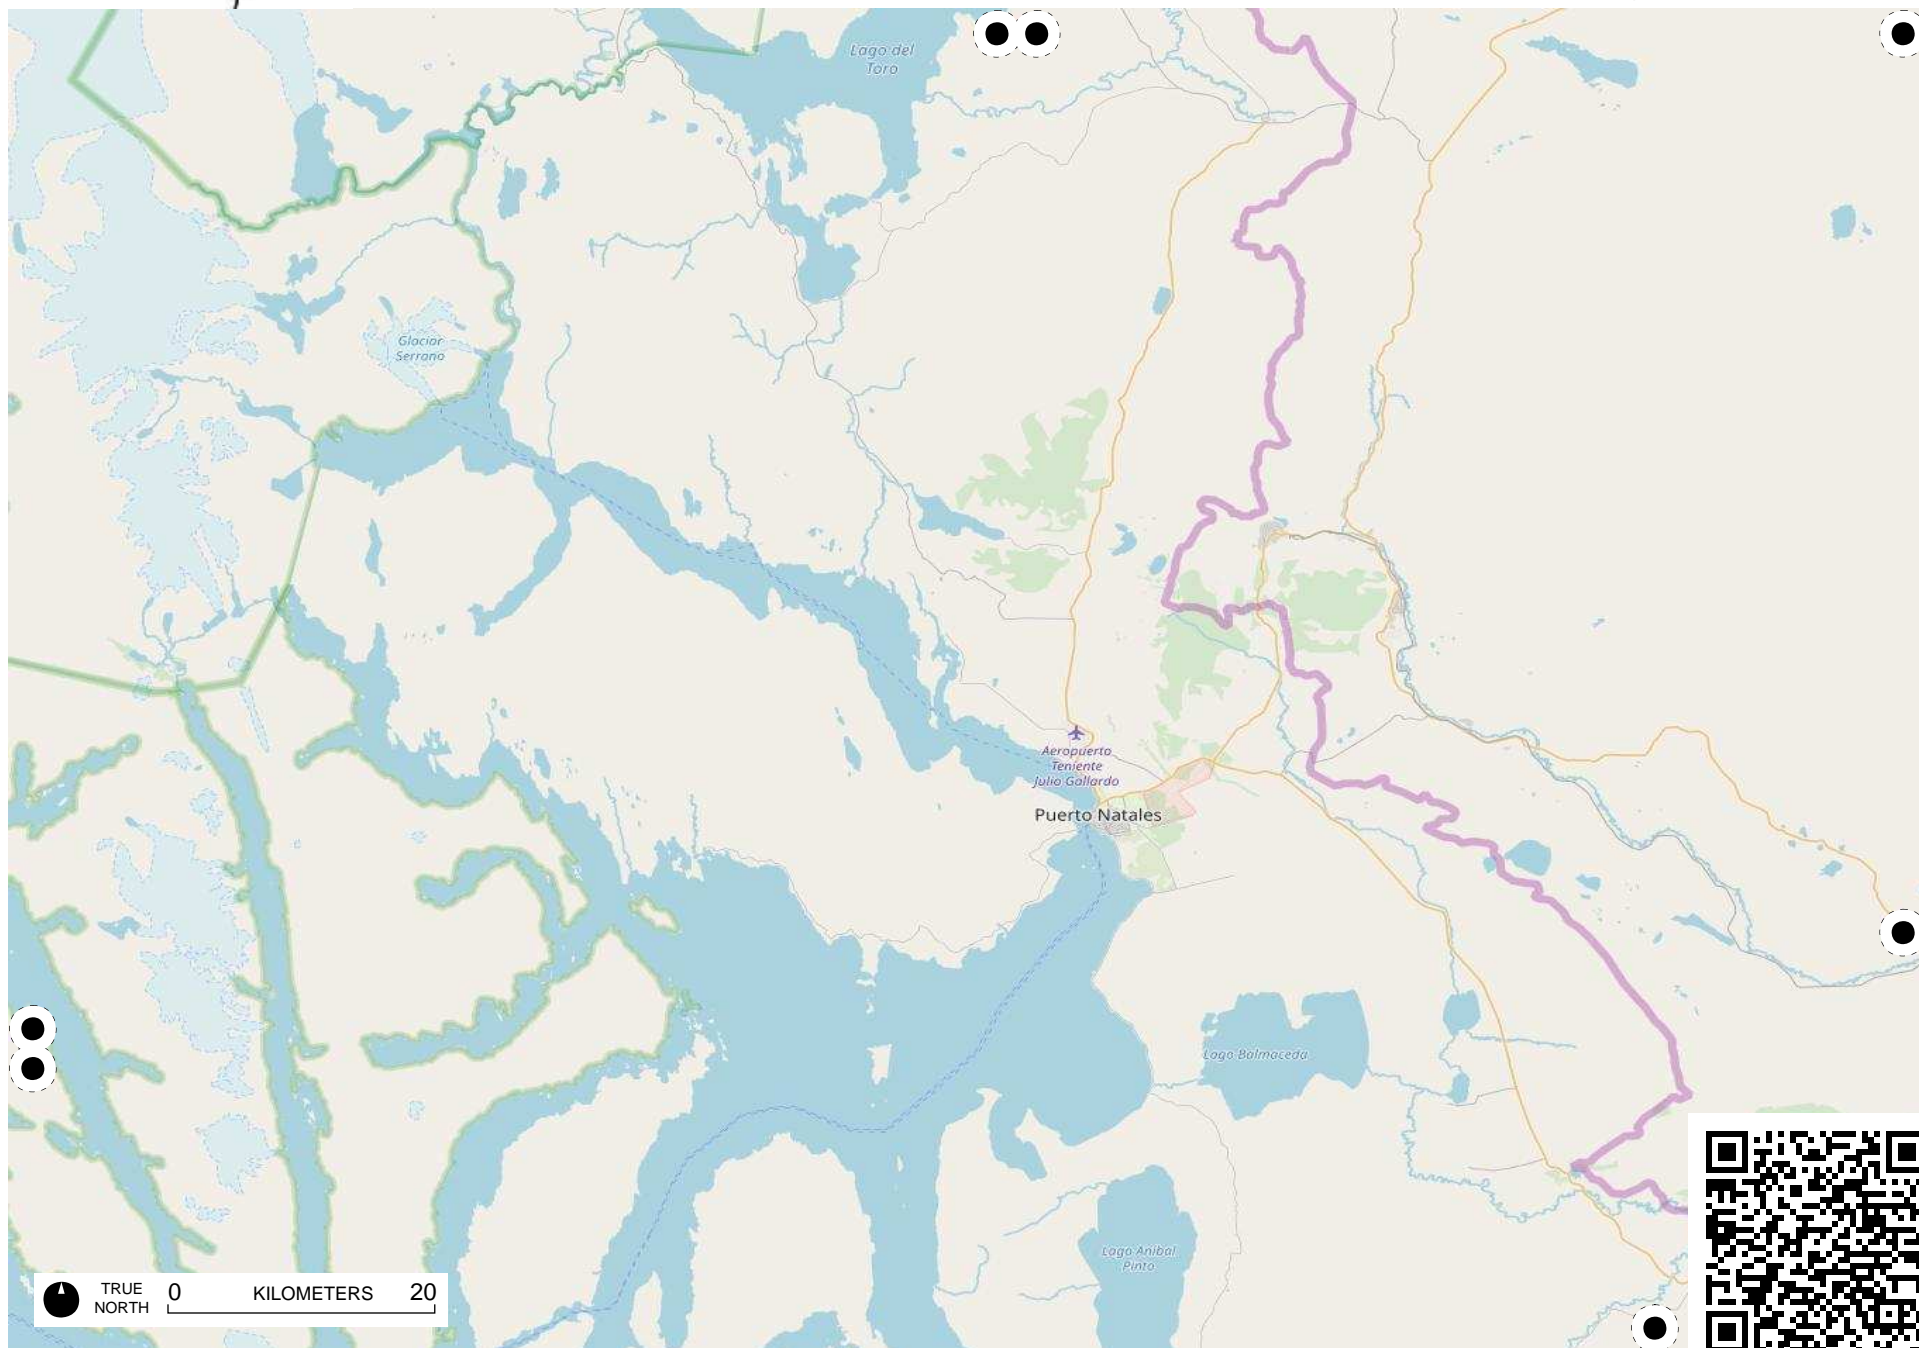 Lago del
Toro
Glaciar
Serrano
Aeropuerto
Teniente
Julio Gallardo
Puerto Natales
Lago Balmaceda
Lago Aníbal
Pinto
TRUE
NORTH
0 KILOMETERS 20